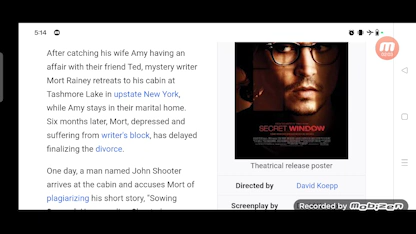 5:14
After catching his wife Amy having an
affair with their friend Ted, mystery writer
Mort Rainey retreats to his cabin at
Tashmore Lake in upstate New York,
while Amy stays in their marital home.
Six months later, Mort, depressed and
suffering from writer's block, has delayed
finalizing the divorce.
One day, a man named John Shooter
arrives at the cabin and accuses Mort of
plagiarizing his short story, "Sowing
SECRET WINDOW
Theatrical release poster
Directed by David Koepp
Screenplay by
Recorded by Mobizen